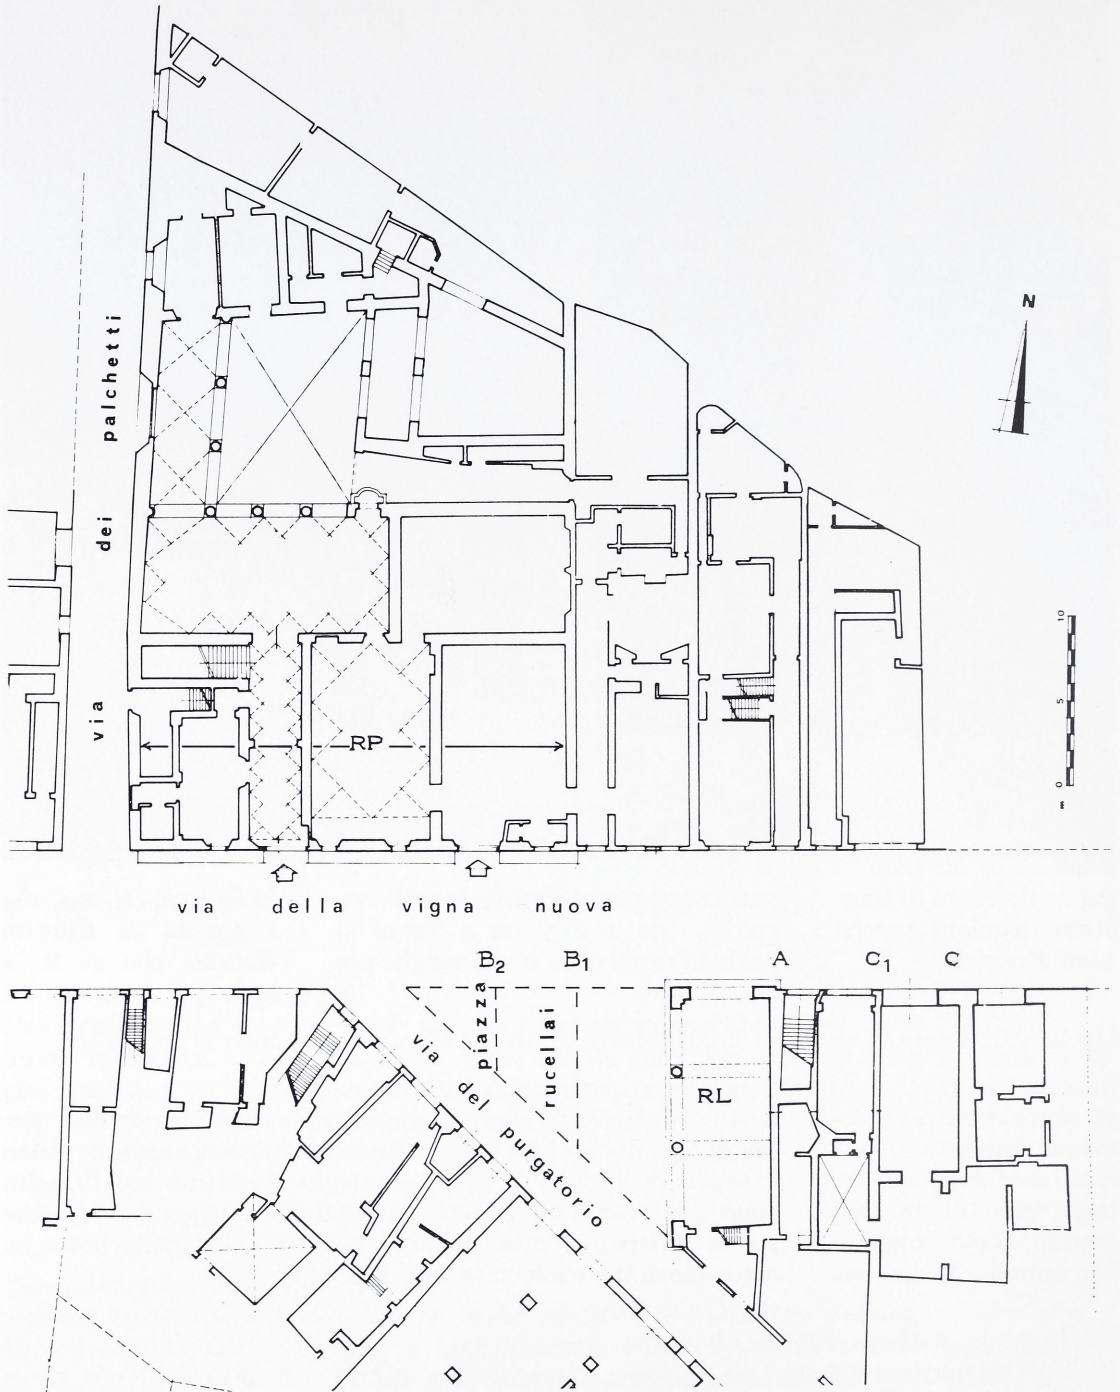 N
via dei palchetti
10
5
0
m
RP
via della vigna nuova
B2 B1 A C1 C
piazza
rucellai
via del purgatorio
RL